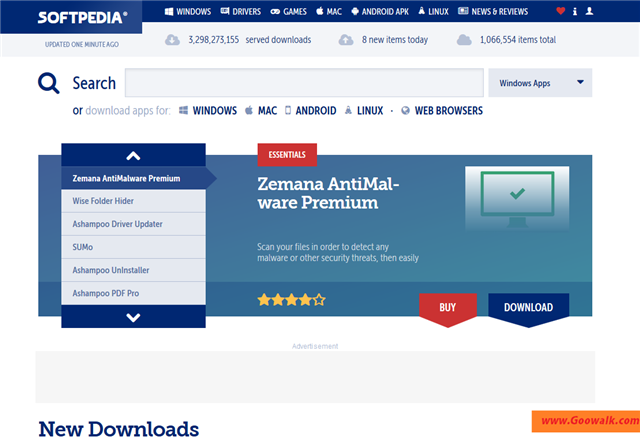 SOFTPEDIA®
WINDOWS DRIVERS GAMES MAC ANDROID APK LINUX NEWS & REVIEWS
UPDATED ONE MINUTE AGO
3,298,273,155 served downloads 8 new items today 1,066,554 items total
Search
Windows Apps
or download apps for: WINDOWS MAC ANDROID LINUX · WEB BROWSERS
Zemana AntiMalware Premium
Wise Folder Hider
Ashampoo Driver Updater
SUMo
Ashampoo UnInstaller
Ashampoo PDF Pro
ESSENTIALS
Zemana AntiMal-
ware Premium
Scan your files in order to detect any
malware or other security threats, then easily
BUY DOWNLOAD
Advertisement
www.Goowalk.com
New Downloads